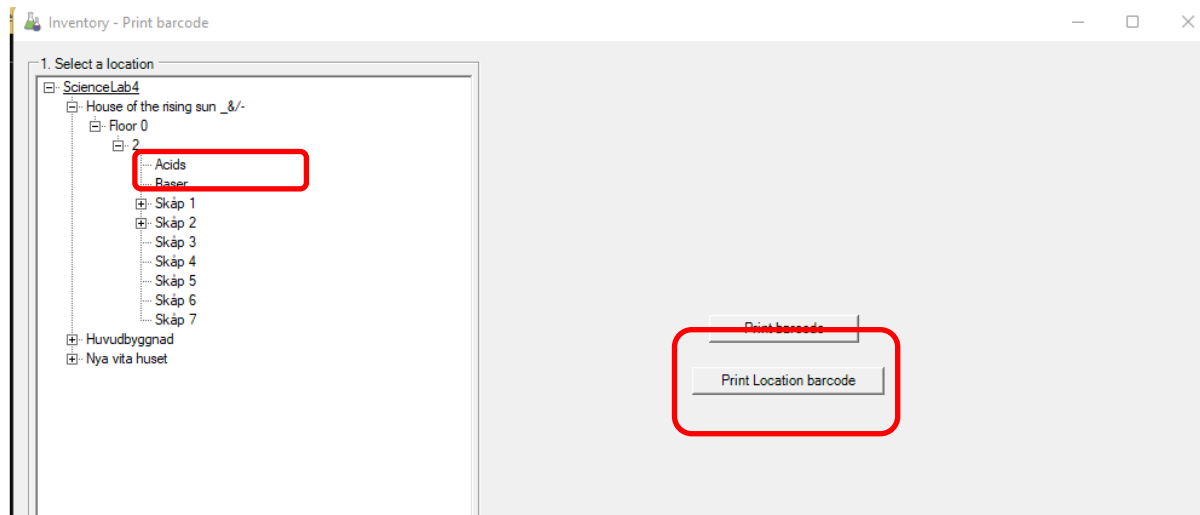 Inventory - Print barcode
1. Select a location
ScienceLab4
House of the rising sun _&/-
Floor 0
2
Acids
Baser
Skåp 1
Skåp 2
Skåp 3
Skåp 4
Skåp 5
Skåp 6
Skåp 7
Huvudbyggnad
Nya vita huset
Print barcode
Print Location barcode